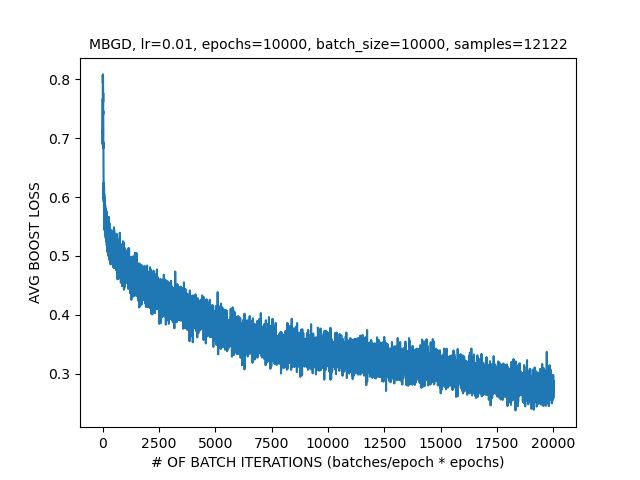 MBGD, lr=0.01, epochs=10000, batch_size=10000, samples=12122
AVG BOOST LOSS
0.8
0.7
0.6
0.5
0.4
0.3
0 2500 5000 7500 10000 12500 15000 17500 20000
# OF BATCH ITERATIONS (batches/epoch * epochs)